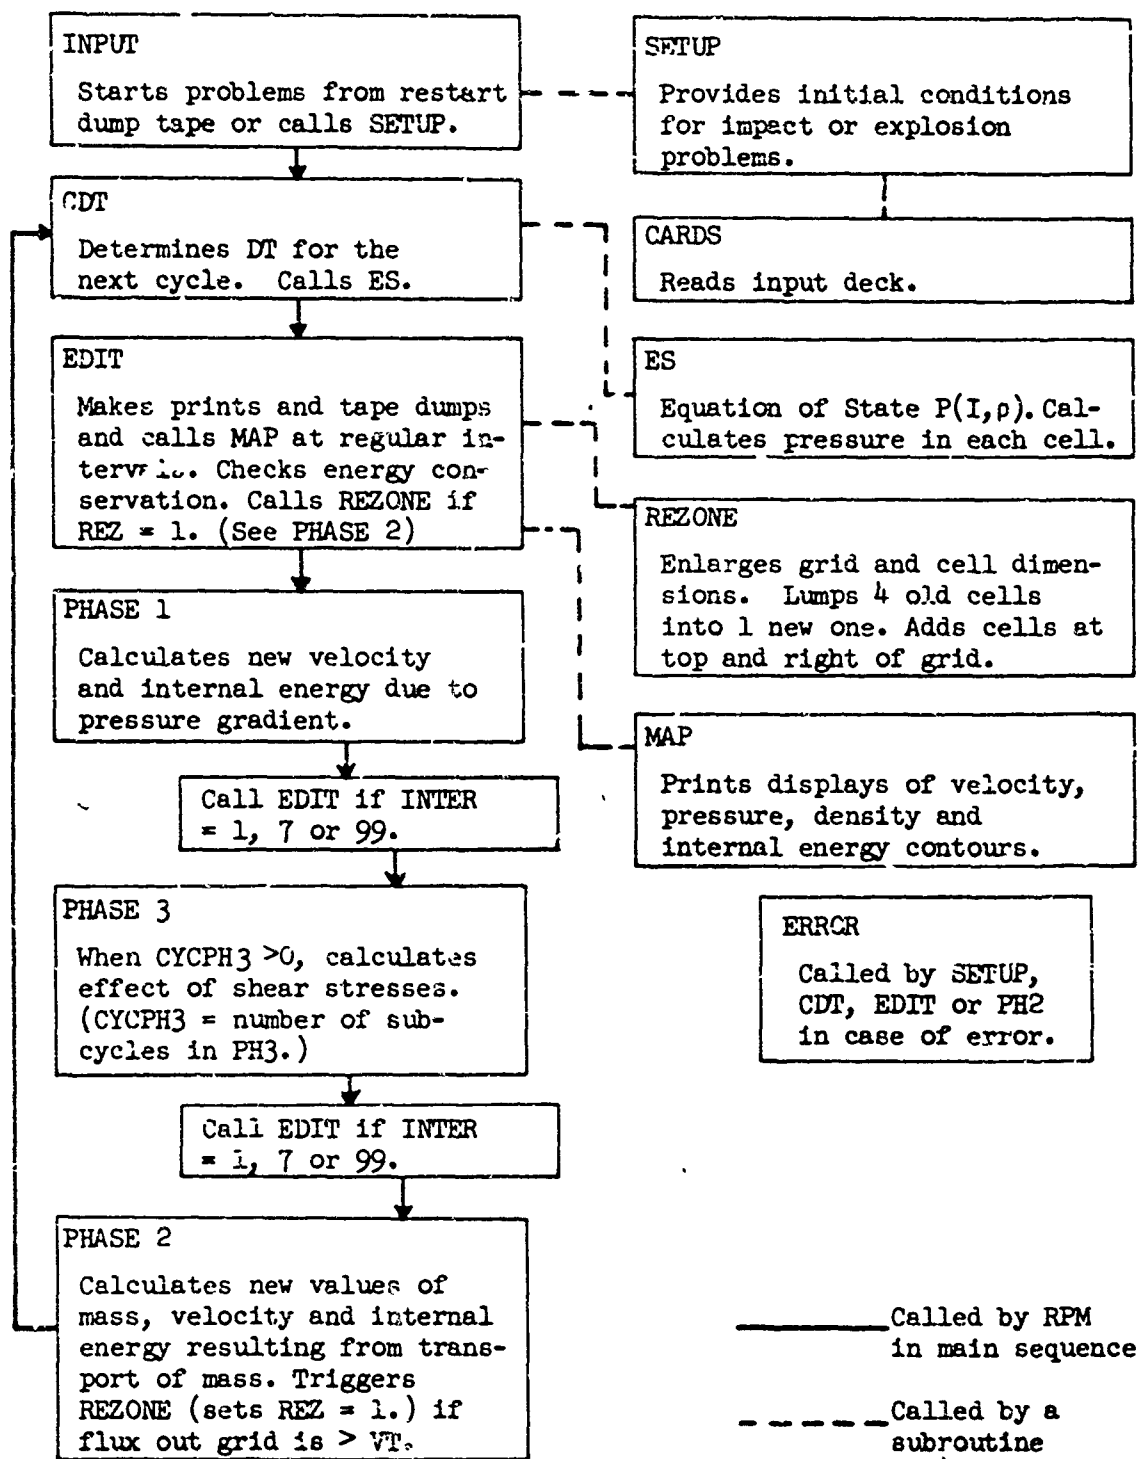 INPUT
Starts problems from restart
dump tape or calls SETUP.
CDT
Determines DT for the
next cycle. Calls ES.
EDIT
Makes prints and tape dumps
and calls MAP at regular in-
Checks energy con-
servation. Calls REZONE if
REZ = 1. (See PHASE 2)
PHASE 1
Calculates new velocity
and internal energy due to
pressure gradient.
Call EDIT if INTER
= 1, 7 or 99.
PHASE 3
When CYCPH3 >0, calculates
effect of shear stresses.
(CYCPH3 = number of sub-
cycles in PH3.)
Call EDIT if INTER
= 1, 7 or 99.
PHASE 2
Calculates new values of
mass, velocity and internal
energy resulting from trans-
port of mass. Triggers
REZONE (sets REZ = 1.) if
flux out grid is > VT.
SETUP
Provides initial conditions
for impact or explosion
problems.
CARDS
Reads input deck.
ES
Equation of State P(I,ρ). Cal-
culates pressure in each cell.
REZONE
Enlarges grid and cell dimen-
sions. Lumps 4 old cells
into 1 new one. Adds cells at
top and right of grid.
MAP
Prints displays of velocity,
pressure, density and
internal energy contours.
ERROR
Called by SETUP,
CDT, EDIT or PH2
in case of error.
Called by RPM
in main sequence
Called by a
subroutine